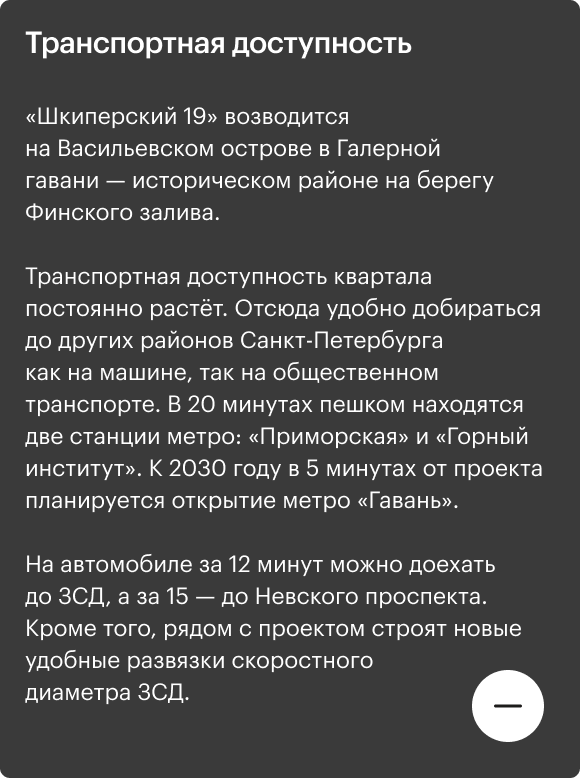 Транспортная доступность
«Шкиперский 19» возводится
на Васильевском острове в Галерной
гавани — историческом районе на берегу
Финского залива.
Транспортная доступность квартала
постоянно растёт. Отсюда удобно добираться
до других районов Санкт-Петербурга
как на машине, так на общественном
транспорте. В 20 минутах пешком находятся
две станции метро: «Приморская» и «Горный
институт». К 2030 году в 5 минутах от проекта
планируется открытие метро «Гавань».
На автомобиле за 12 минут можно доехать
до ЗСД, а за 15 — до Невского проспекта.
Кроме того, рядом с проектом строят новые
удобные развязки скоростного
диаметра ЗСД.